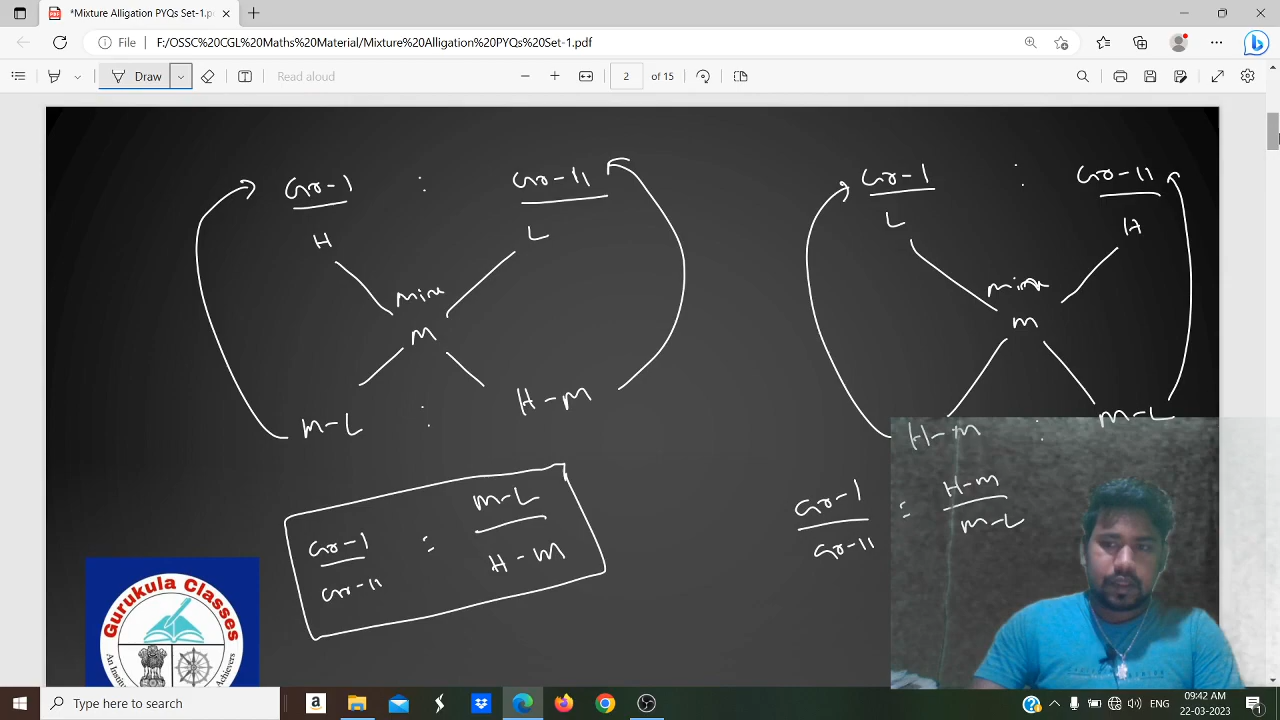 *Mixture Alligation PYQs Set-1.p
File
F:/OSSC%20CGL%20Maths%20Material/Mixture%20Alligation%20PYQs%20Set-1.pdf
Draw
Read aloud
2 of 15
Gr-I : Gr-II
H L
Mix
M
M-L : H-M
Gr-I / Gr-II = M-L / H-M
Gr-I : Gr-II
L H
Mix
M
H-M : M-L
Gr-I / Gr-II = H-M / M-L
Gurukula Classes
Type here to search
ENG
09:42 AM
22-03-2023